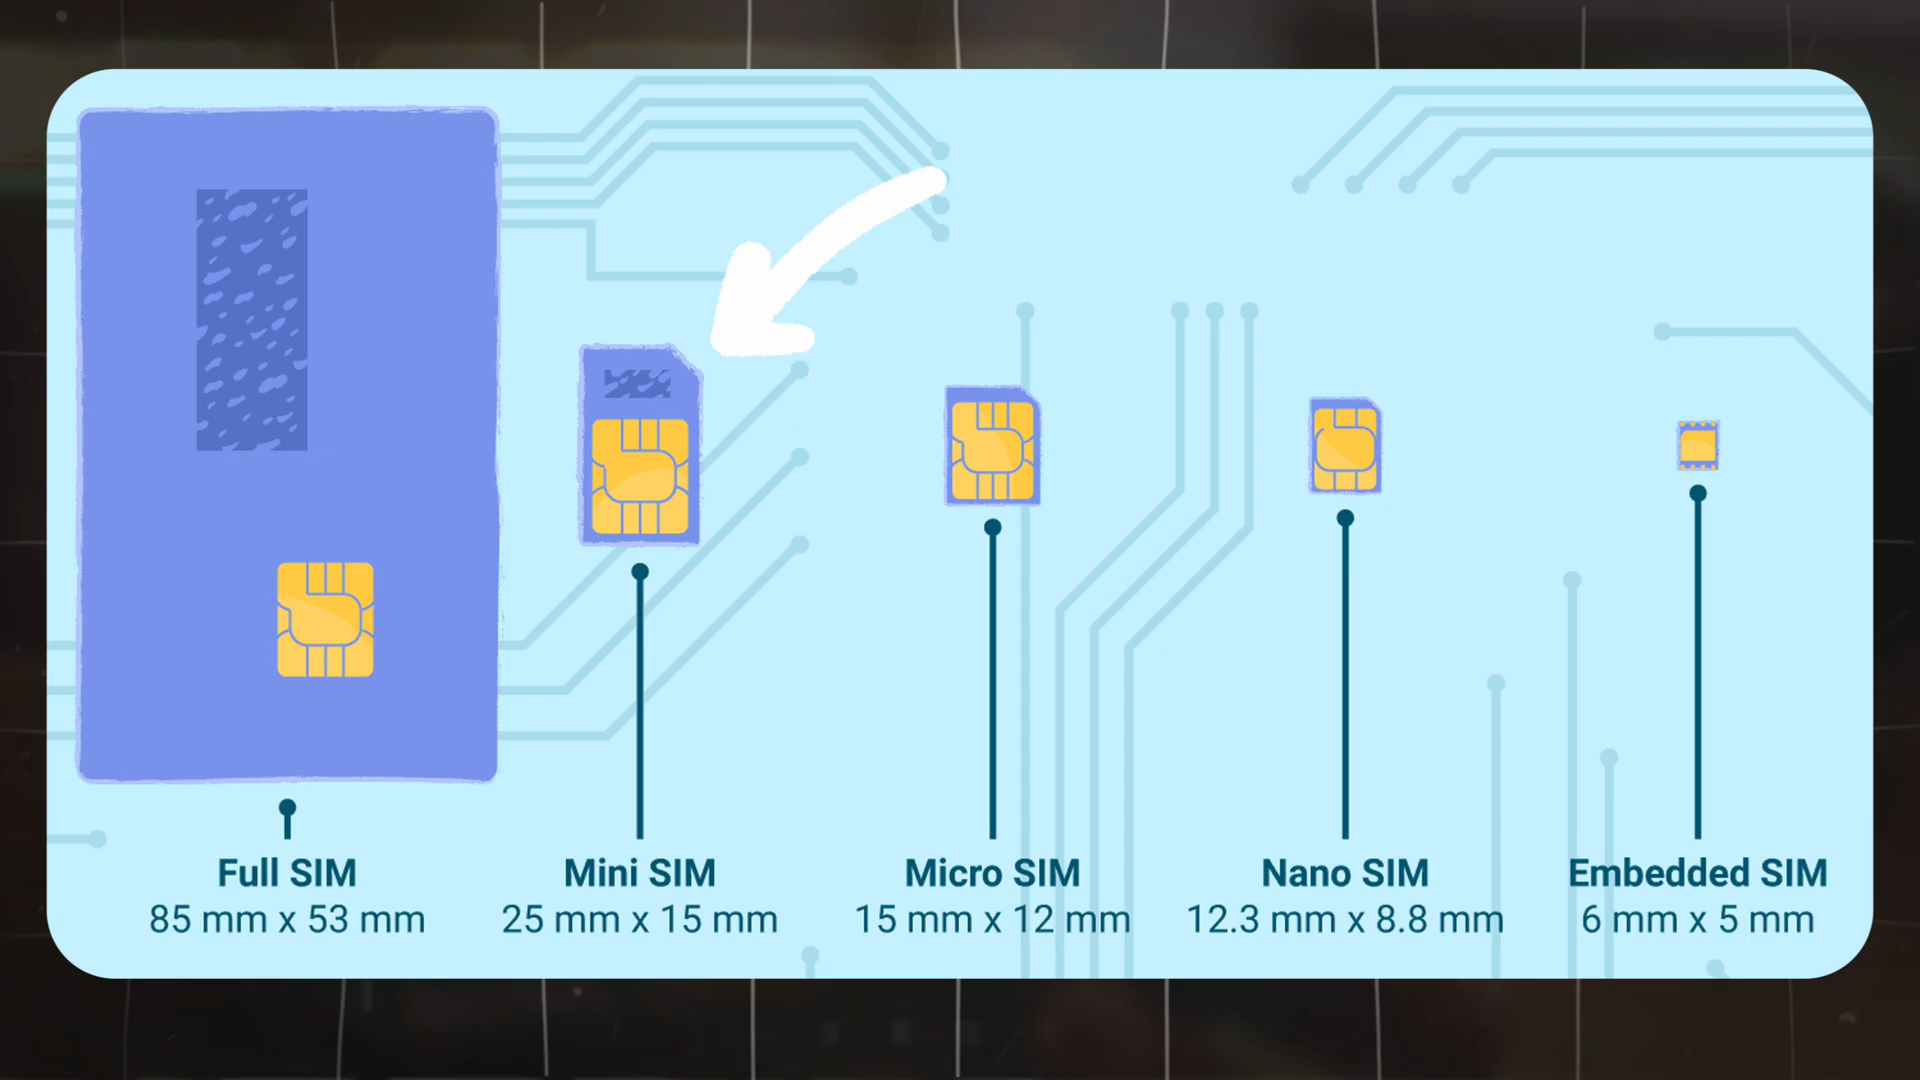 Full SIM
85 mm x 53 mm
Mini SIM
25 mm x 15 mm
Micro SIM
15 mm x 12 mm
Nano SIM
12.3 mm x 8.8 mm
Embedded SIM
6 mm x 5 mm